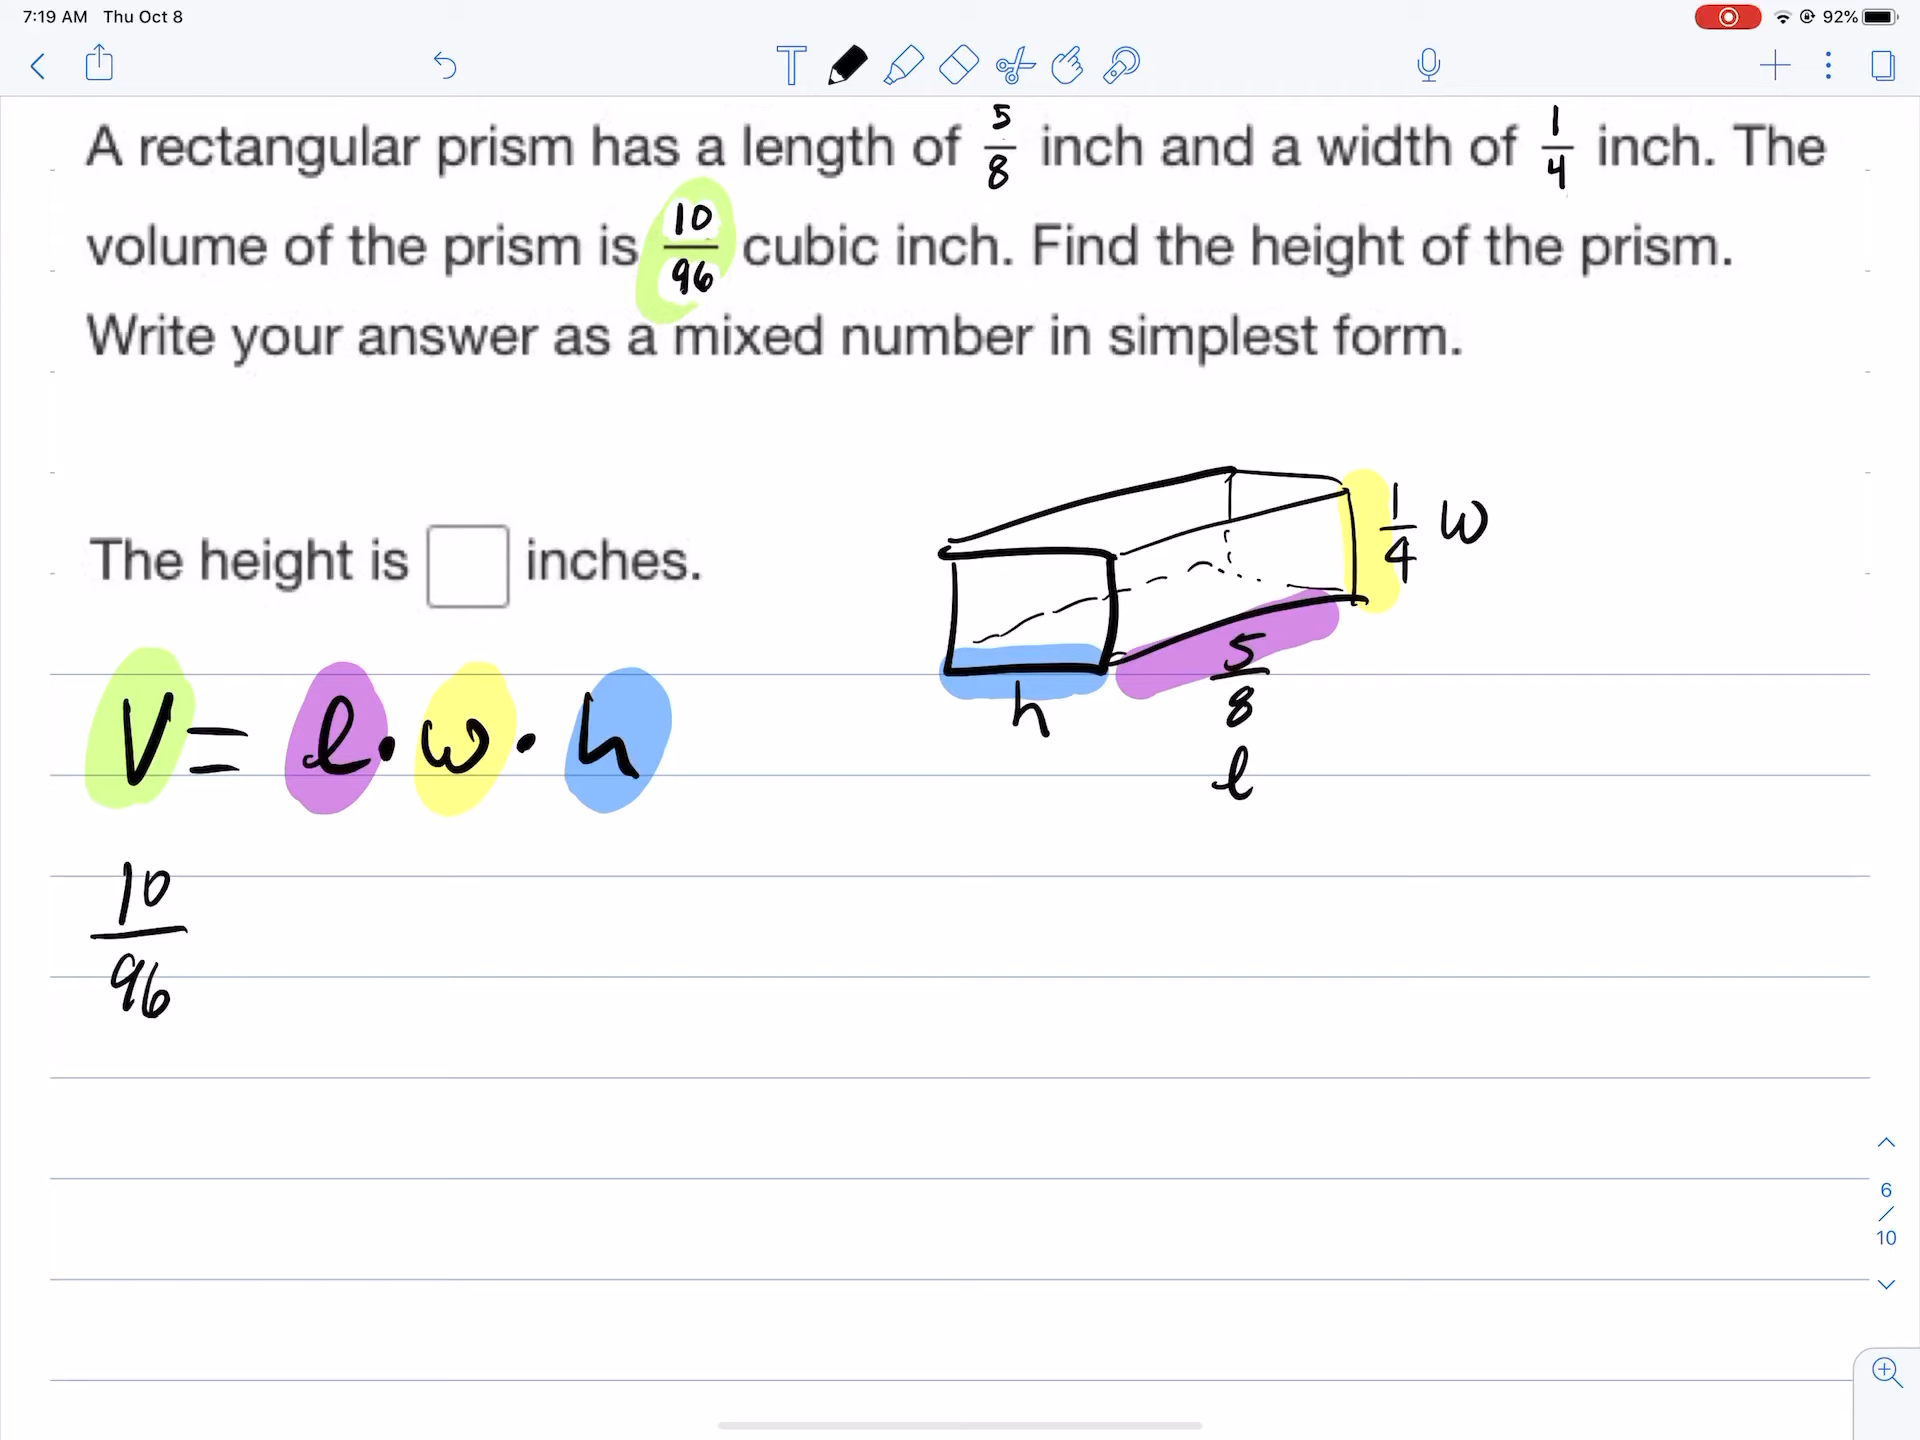 7:19 AM Thu Oct 8
92%
T
A rectangular prism has a length of 5/8 inch and a width of 1/4 inch. The
volume of the prism is 10/96 cubic inch. Find the height of the prism.
Write your answer as a mixed number in simplest form.
The height is inches.
1/4 w
h
5/8
l
V = l · w · h
10/96
6
/
10